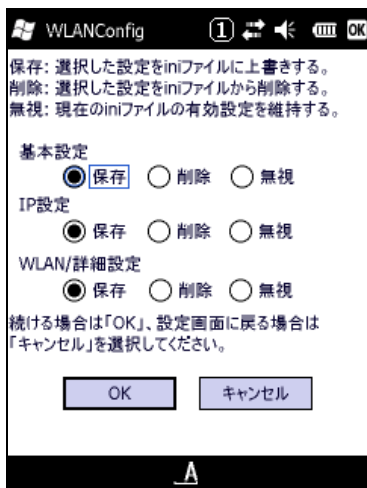 WLANConfig 1 OK
保存: 選択した設定をiniファイルに上書きする。
削除: 選択した設定をiniファイルから削除する。
無視: 現在のiniファイルの有効設定を維持する。
基本設定
保存 削除 無視
IP設定
保存 削除 無視
WLAN/詳細設定
保存 削除 無視
続ける場合は「OK」、設定画面に戻る場合は
「キャンセル」を選択してください。
OK キャンセル
A